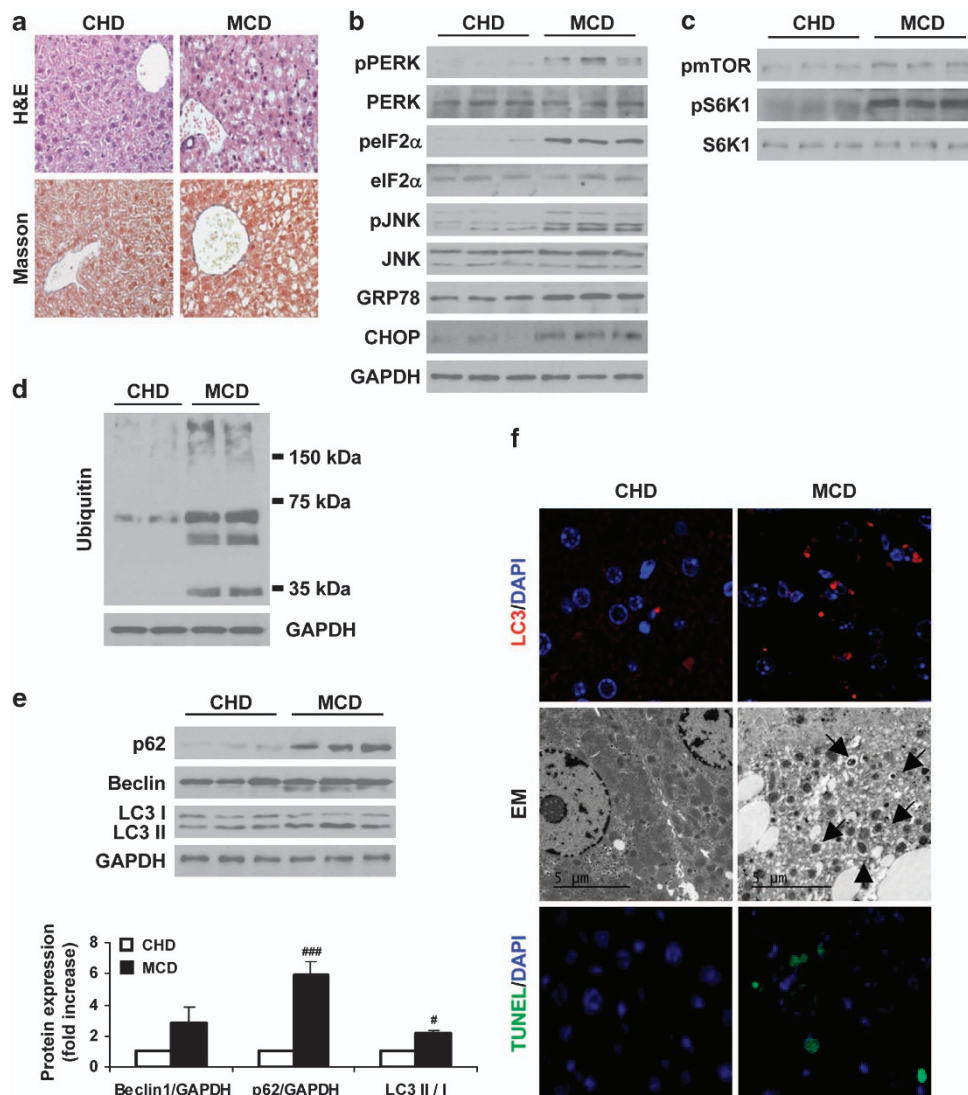 a
CHD MCD
H&E
Masson
b
CHD MCD
pPERK
PERK
peIF2α
eIF2α
pJNK
JNK
GRP78
CHOP
GAPDH
c
CHD MCD
pmTOR
pS6K1
S6K1
d
CHD MCD
Ubiquitin
150 kDa
75 kDa
35 kDa
GAPDH
e
CHD MCD
p62
Beclin
LC3 I
LC3 II
GAPDH
Protein expression
(fold increase)
8
6
4
2
0
CHD
MCD
###
#
Beclin1/GAPDH p62/GAPDH LC3 II / I
f
CHD MCD
LC3/DAPI
EM
5 µm 5 µm
TUNEL/DAPI